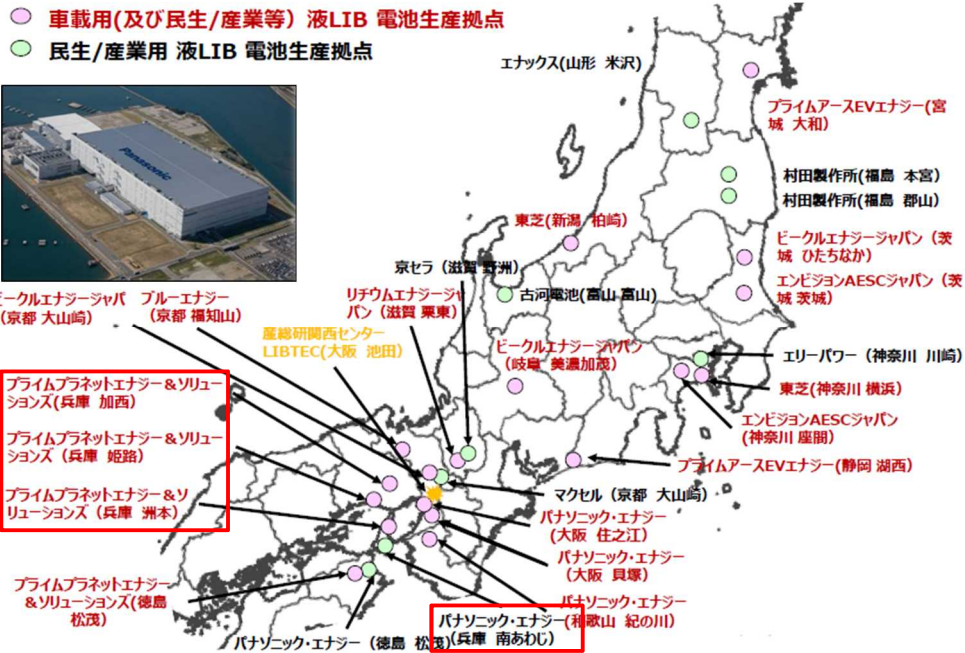 車載用(及び民生/産業等）液LIB 電池生産拠点
民生/産業用 液LIB 電池生産拠点
Panasonic
エナックス(山形 米沢)
プライムアースEVエナジー(宮
城 大和)
村田製作所(福島 本宮)
村田製作所(福島 郡山)
東芝(新潟 柏崎)
ビークルエナジージャパン（茨
城 ひたちなか）
エンビジョンAESCジャパン（茨
城 茨城）
京セラ（滋賀 野洲）
古河電池(富山 富山)
リチウムエナジージャ
パン（滋賀 栗東）
ークルエナジージャパ
（京都 大山崎）
ブルーエナジー
（京都 福知山）
産総研関西センター
LIBTEC(大阪 池田）
ビークルエナジージャパン
（岐阜 美濃加茂）
エリーパワー（神奈川 川崎）
東芝(神奈川 横浜）
エンビジョンAESCジャパン
(神奈川 座間)
プライムプラネットエナジー＆ソリュー
ションズ(兵庫 加西)
プライムプラネットエナジー＆ソリュー
ションズ（兵庫 姫路）
プライムプラネットエナジー＆ソ
リューションズ（兵庫 洲本）
プライムアースEVエナジー(静岡 湖西)
マクセル（京都 大山崎）
パナソニック・エナジー
(大阪 住之江)
パナソニック・エナジー
（大阪 貝塚）
パナソニック・エナジー
(和歌山 紀の川）
プライムプラネットエナジー
＆ソリューションズ(徳島
松茂）
パナソニック・エナジー（徳島 松茂）
パナソニック・エナジー
（兵庫 南あわじ）